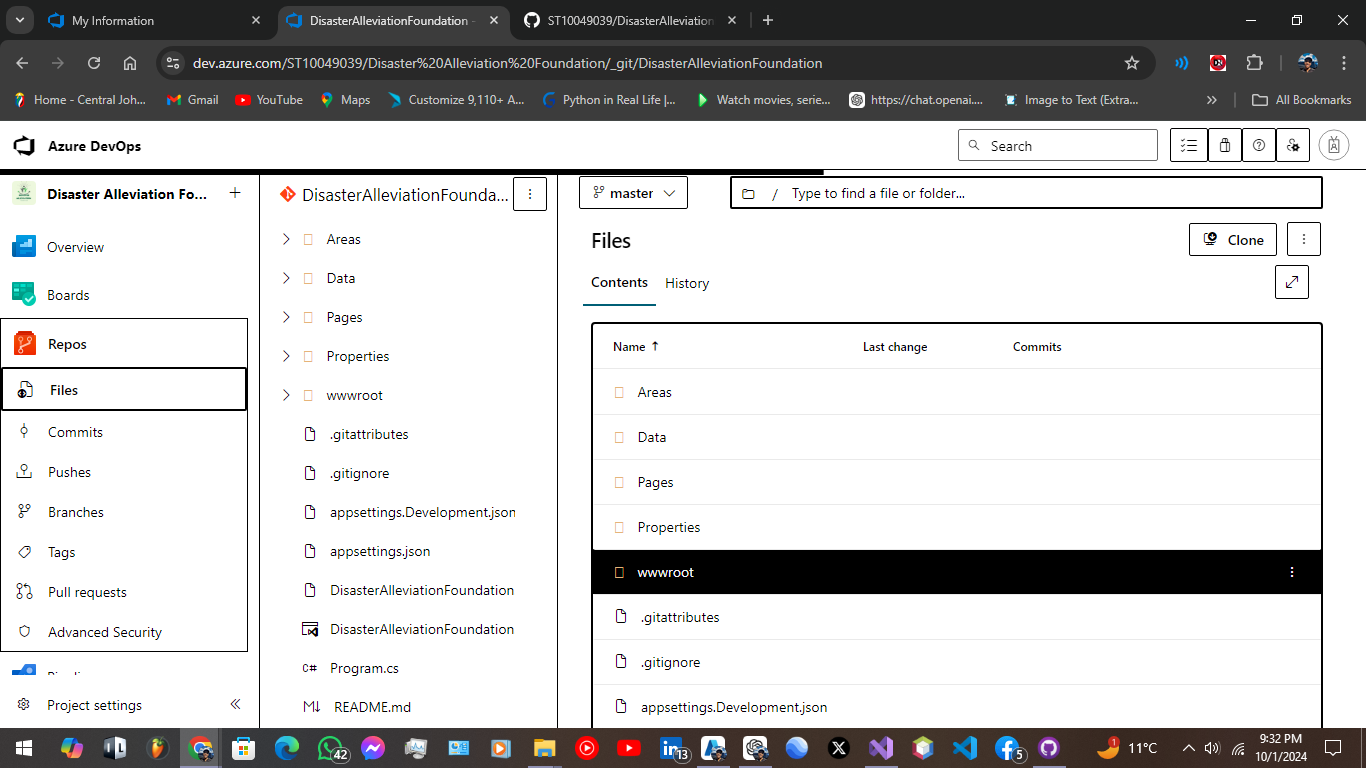 My Information
DisasterAlleviationFoundation -
ST10049039/DisasterAlleviation
dev.azure.com/ST10049039/Disaster%20Alleviation%20Foundation/_git/DisasterAlleviationFoundation
Home - Central Joh...
Gmail
YouTube
Maps
Customize 9,110+ A...
Python in Real Life |...
Watch movies, serie...
https://chat.openai....
Image to Text (Extra...
All Bookmarks
Azure DevOps
Search
Disaster Alleviation Fo...
Overview
Boards
Repos
Files
Commits
Pushes
Branches
Tags
Pull requests
Advanced Security
Project settings
DisasterAlleviationFounda...
Areas
Data
Pages
Properties
wwwroot
.gitattributes
.gitignore
appsettings.Development.json
appsettings.json
DisasterAlleviationFoundation
DisasterAlleviationFoundation
C# Program.cs
M↓ README.md
master
/ Type to find a file or folder...
Files
Clone
Contents
History
Name ↑ Last change Commits
Areas
Data
Pages
Properties
wwwroot
.gitattributes
.gitignore
appsettings.Development.json
42
13
5
1
11°C
9:32 PM
10/1/2024